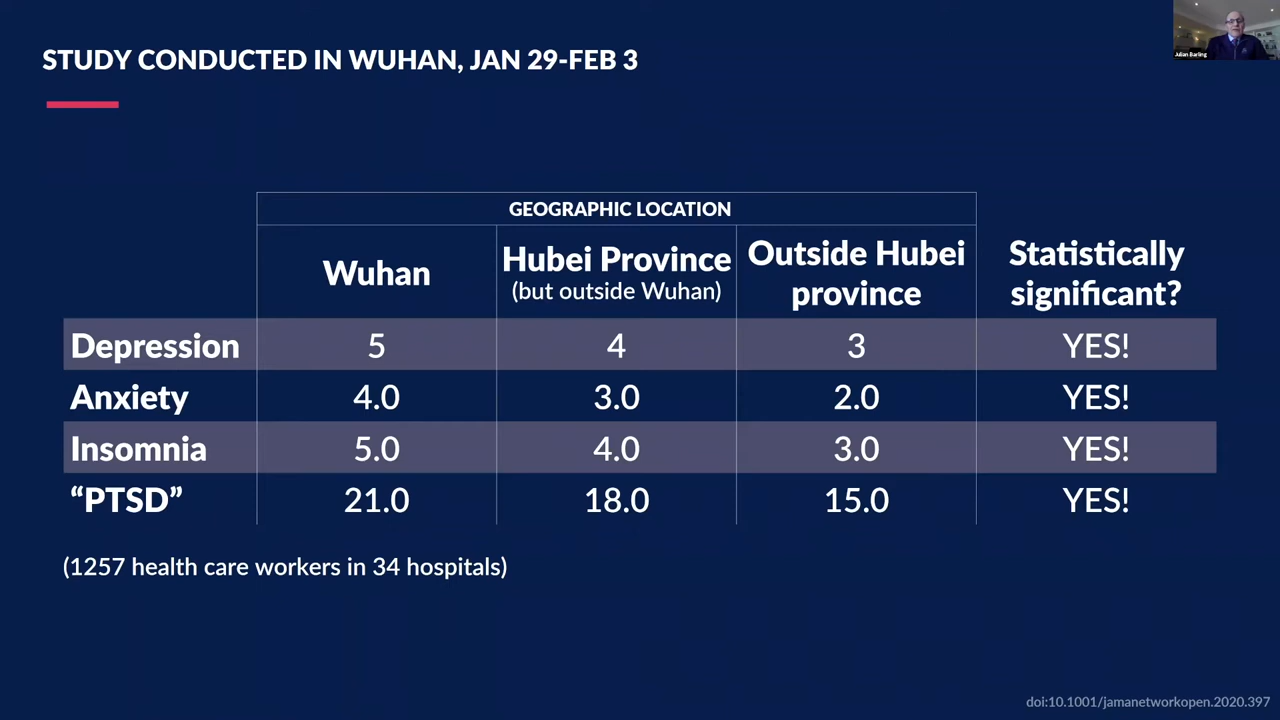 STUDY CONDUCTED IN WUHAN, JAN 29-FEB 3
Julian Barling
GEOGRAPHIC LOCATION
Wuhan
Hubei Province
(but outside Wuhan)
Outside Hubei
province
Statistically
significant?
Depression 5 4 3 YES!
Anxiety 4.0 3.0 2.0 YES!
Insomnia 5.0 4.0 3.0 YES!
“PTSD” 21.0 18.0 15.0 YES!
(1257 health care workers in 34 hospitals)
doi:10.1001/jamanetworkopen.2020.397